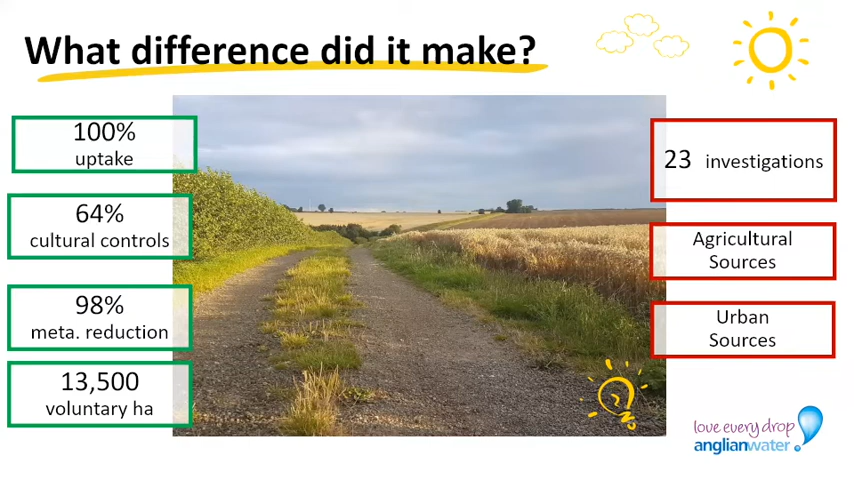 What difference did it make?
100%
uptake
64%
cultural controls
98%
meta. reduction
13,500
voluntary ha
23 investigations
Agricultural
Sources
Urban
Sources
love every drop
anglianwater.